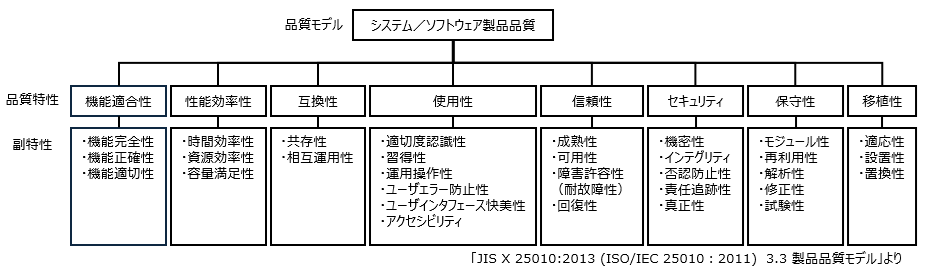 品質モデル
システム／ソフトウェア製品品質
品質特性
機能適合性
性能効率性
互換性
使用性
信頼性
セキュリティ
保守性
移植性
副特性
・機能完全性
・機能正確性
・機能適切性
・時間効率性
・資源効率性
・容量満足性
・共存性
・相互運用性
・適切度認識性
・習得性
・運用操作性
・ユーザエラー防止性
・ユーザインタフェース快美性
・アクセシビリティ
・成熟性
・可用性
・障害許容性
（耐故障性）
・回復性
・機密性
・インテグリティ
・否認防止性
・責任追跡性
・真正性
・モジュール性
・再利用性
・解析性
・修正性
・試験性
・適応性
・設置性
・置換性
「JIS X 25010:2013 (ISO/IEC 25010：2011) 3.3 製品品質モデル」より